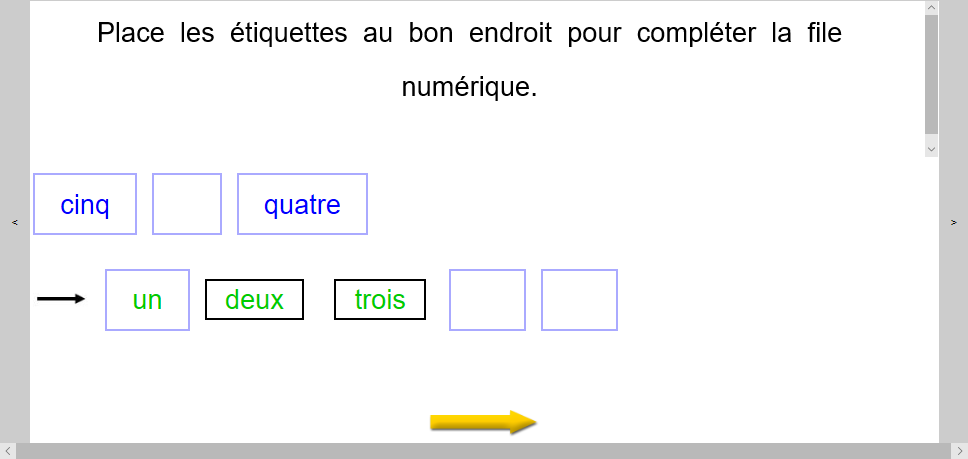 Place les étiquettes au bon endroit pour compléter la file
numérique.
cinq quatre
un deux trois